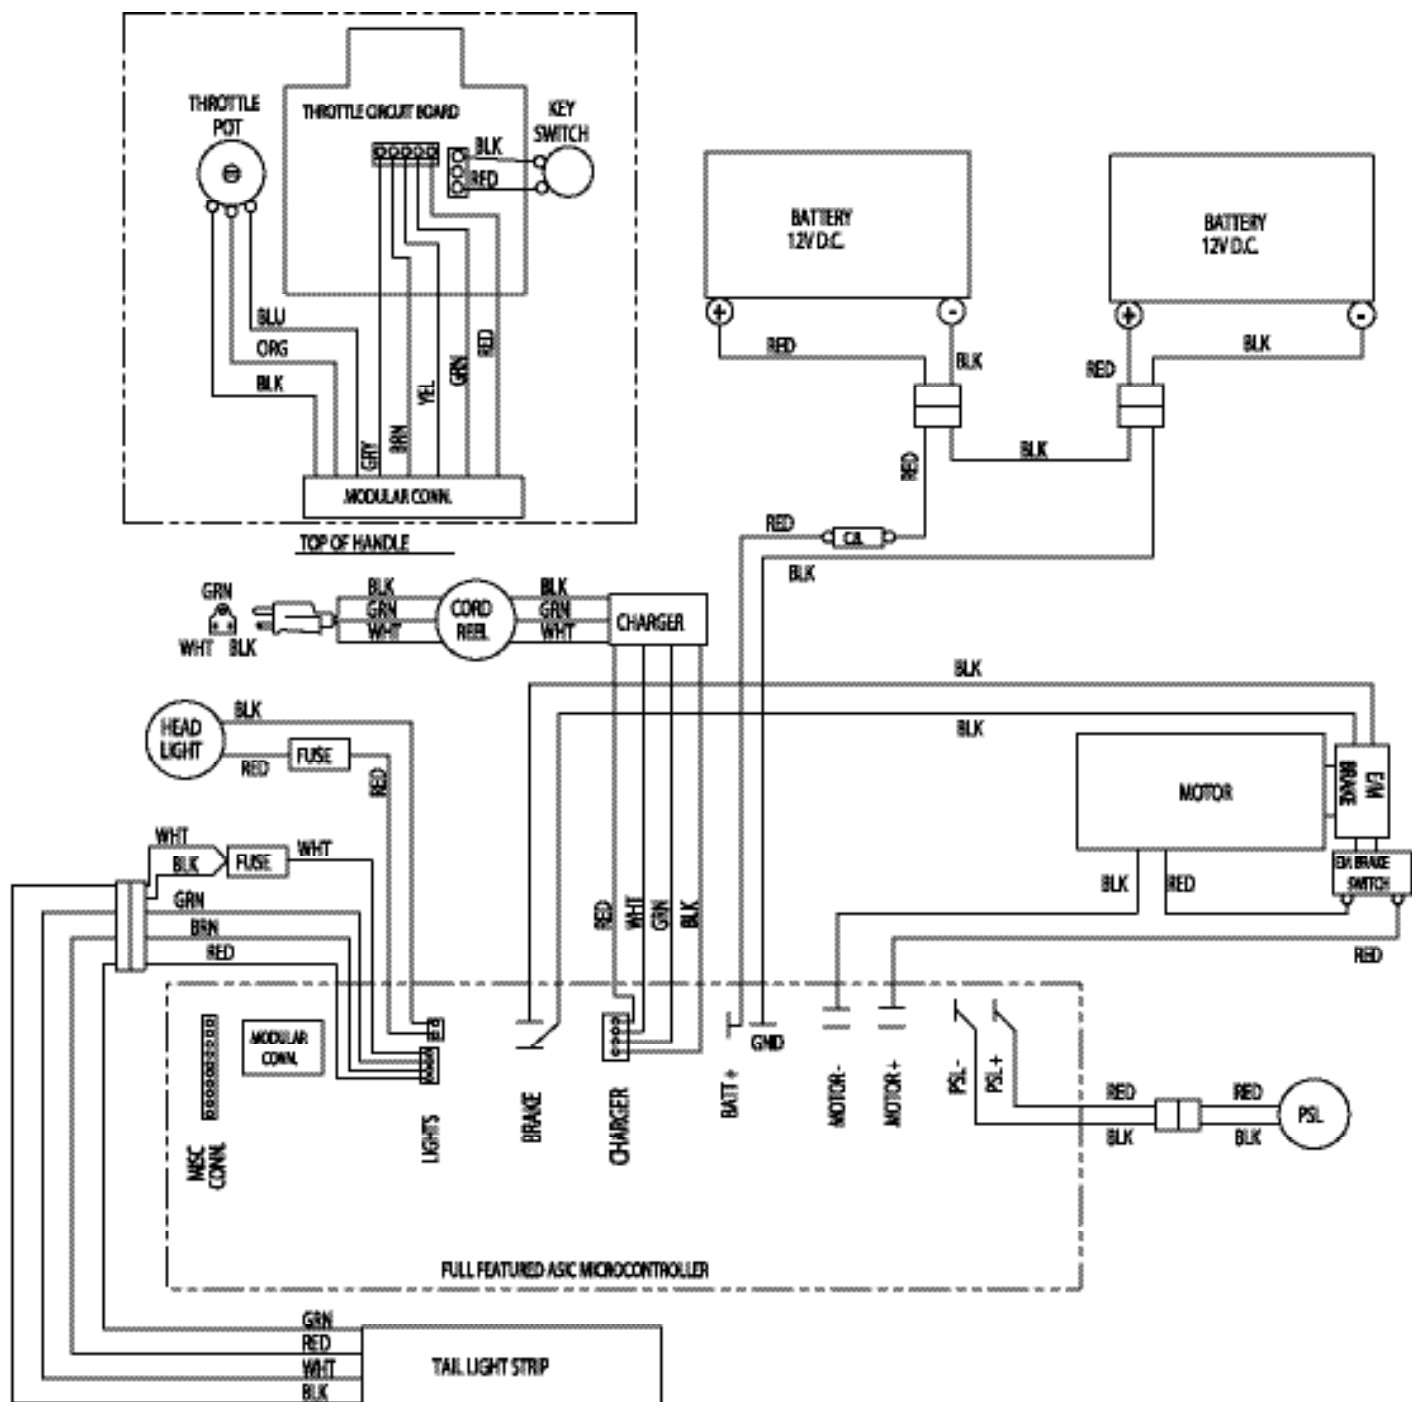 THROTTLE
POT
THROTTLE CIRCUIT BOARD
KEY
SWITCH
BLK
RED
BLU
ORG
BLK
GRY
BRN
YEL
GRN
RED
MODULAR CONN.
TOP OF HANDLE
BATTERY
12V D.C.
BATTERY
12V D.C.
+
-
+
-
RED
BLK
RED
BLK
RED
BLK
RED
BLK
GRN
WHT BLK
BLK
GRN
WHT
CORD
REEL
BLK
GRN
WHT
CHARGER
BLK
BLK
HEAD
LIGHT
BLK
RED
FUSE
RED
MOTOR
E/M
BRAKE
E/M BRAKE
SWITCH
BLK
RED
RED
WHT
BLK
FUSE
WHT
GRN
BRN
RED
RED
WHT
GRN
BLK
MISC
CONN.
MODULAR
CONN.
LIGHTS
BRAKE
CHARGER
BATT +
GND
MOTOR-
MOTOR +
PSL-
PSL+
RED
BLK
RED
BLK
PSL
FULL FEATURED ASIC MICROCONTROLLER
GRN
RED
WHT
BLK
TAIL LIGHT STRIP